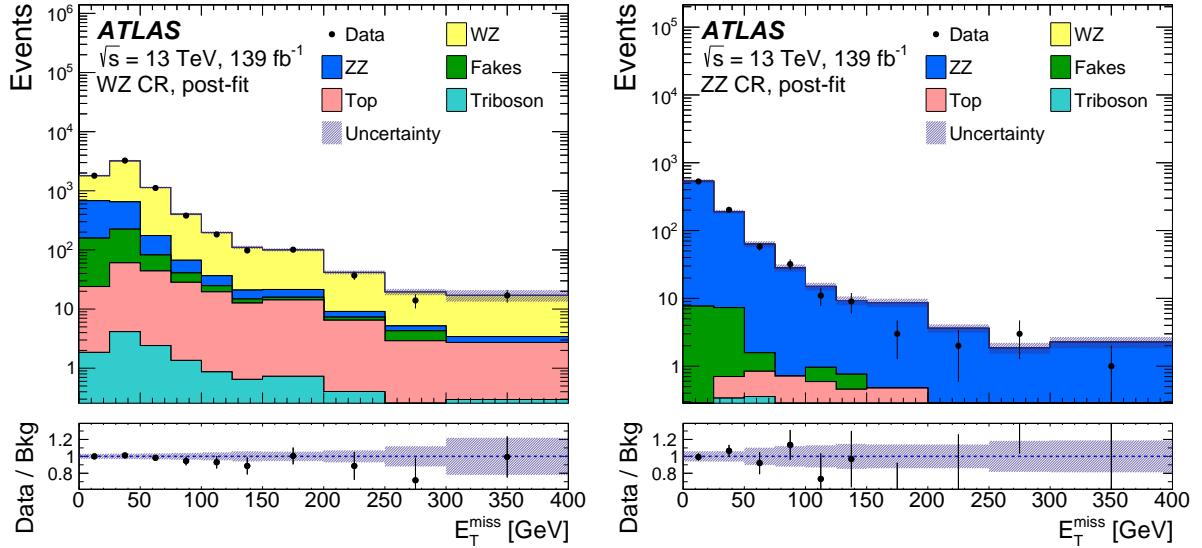 Events
10⁶
10⁵
10⁴
10³
10²
10
1
ATLAS
√s = 13 TeV, 139 fb⁻¹
WZ CR, post-fit
Data
WZ
ZZ
Fakes
Top
Triboson
Uncertainty
Data / Bkg
1.2
1.0
0.8
0 50 100 150 200 250 300 350 400
E_T^miss [GeV]
Events
10⁵
10⁴
10³
10²
10
1
ATLAS
√s = 13 TeV, 139 fb⁻¹
ZZ CR, post-fit
Data
WZ
ZZ
Fakes
Top
Triboson
Uncertainty
Data / Bkg
1.2
1.0
0.8
0 50 100 150 200 250 300 350 400
E_T^miss [GeV]